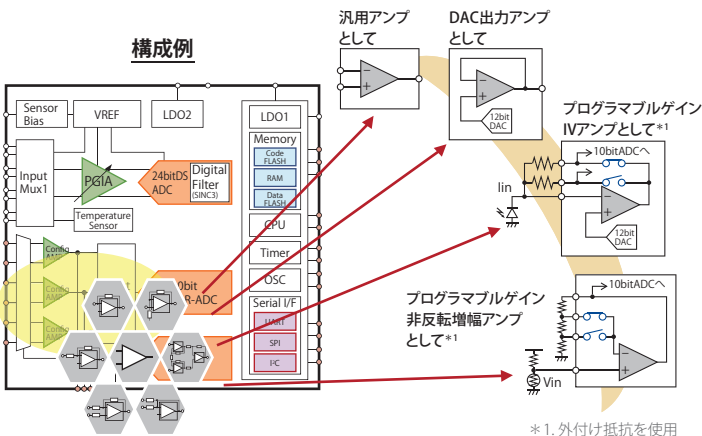 構成例
汎用アンプ
として
DAC出力アンプ
として
12bit
DAC
プログラマブルゲイン
IVアンプとして*1
10bitADCへ
Iin
12bit
DAC
プログラマブルゲイン
非反転増幅アンプ
として*1
10bitADCへ
Vin
*1. 外付け抵抗を使用
Sensor
Bias
VREF
LDO2
LDO1
Input
Mux1
PGIA
24bitDS
ADC
Digital
Filter
(SINC3)
Temperature
Sensor
Memory
Code
FLASH
RAM
Data
FLASH
CPU
Timer
OSC
Serial I/F
UART
SPI
I²C
Config
AMP
Config
Config